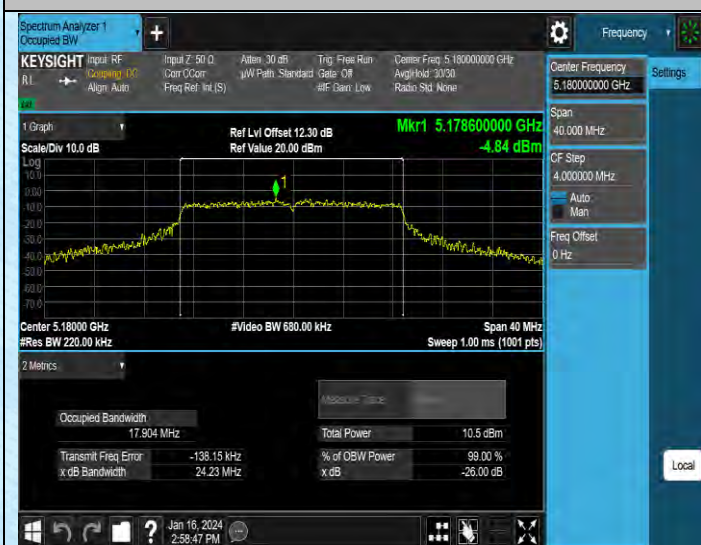 Spectrum Analyzer 1
Occupied BW
+
Frequency
KEYSIGHT
Input: RF
Coupling: DC
Align: Auto
Input Z: 50 Ω
Corr CCorr
Freq Ref: Int (S)
Atten: 30 dB
µW Path: Standard
Trig: Free Run
Gate: Off
#IF Gain: Low
Center Freq: 5.180000000 GHz
Avg|Hold: 30/30
Radio Std: None
Center Frequency
5.180000000 GHz
Settings
Span
40.000 MHz
CF Step
4.000000 MHz
Auto
Man
Freq Offset
0 Hz
1 Graph
Scale/Div 10.0 dB
Ref Lvl Offset 12.30 dB
Ref Value 20.00 dBm
Mkr1 5.178600000 GHz
-4.84 dBm
Log
10.0
0.00
-10.0
-20.0
-30.0
-40.0
-50.0
-60.0
-70.0
1
Center 5.18000 GHz
#Video BW 680.00 kHz
Span 40 MHz
#Res BW 220.00 kHz
Sweep 1.00 ms (1001 pts)
2 Metrics
Occupied Bandwidth
17.904 MHz
Total Power 10.5 dBm
Transmit Freq Error -138.15 kHz
% of OBW Power 99.00 %
x dB Bandwidth 24.23 MHz
x dB -26.00 dB
Local
?
Jan 16, 2024
2:58:47 PM